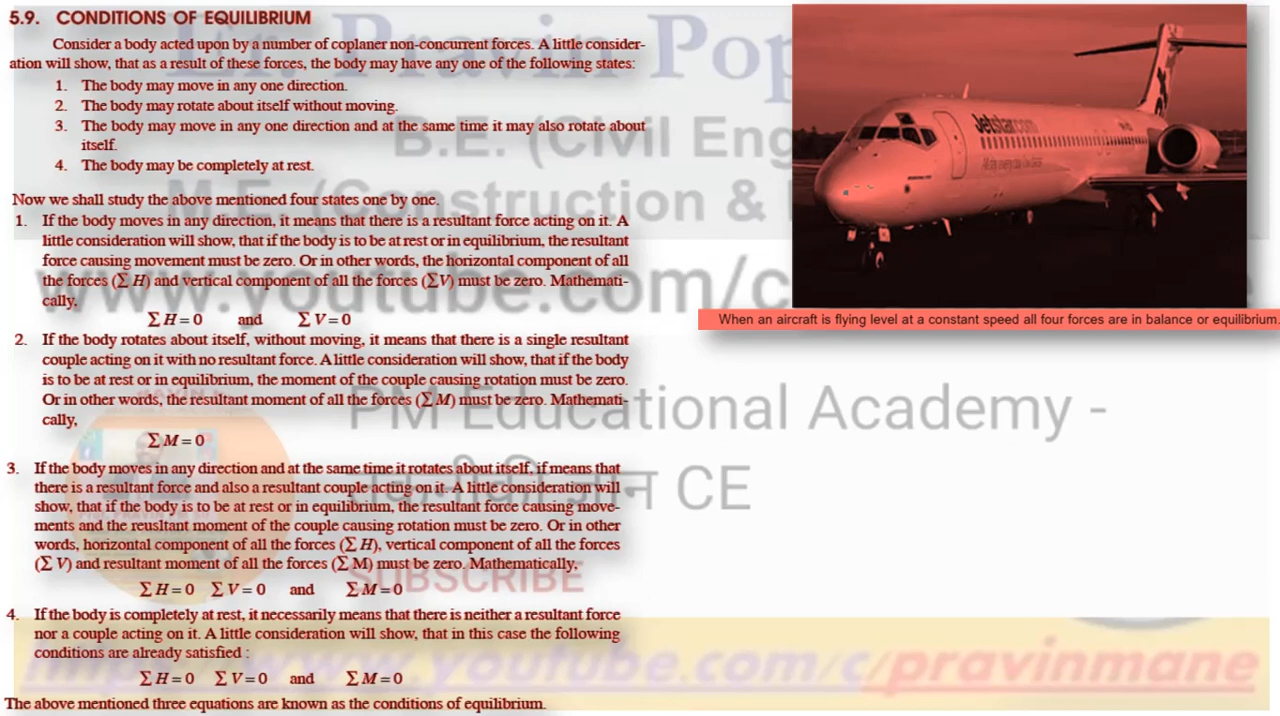 5.9. CONDITIONS OF EQUILIBRIUM
Consider a body acted upon by a number of coplaner non-concurrent forces. A little consider-
ation will show, that as a result of these forces, the body may have any one of the following states:
1. The body may move in any one direction.
2. The body may rotate about itself without moving.
3. The body may move in any one direction and at the same time it may also rotate about
itself.
4. The body may be completely at rest.
Now we shall study the above mentioned four states one by one.
1. If the body moves in any direction, it means that there is a resultant force acting on it. A
little consideration will show, that if the body is to be at rest or in equilibrium, the resultant
force causing movement must be zero. Or in other words, the horizontal component of all
the forces (∑ H) and vertical component of all the forces (∑V) must be zero. Mathemati-
cally,
∑ H = 0 and ∑ V = 0
2. If the body rotates about itself, without moving, it means that there is a single resultant
couple acting on it with no resultant force. A little consideration will show, that if the body
is to be at rest or in equilibrium, the moment of the couple causing rotation must be zero.
Or in other words, the resultant moment of all the forces (∑ M) must be zero. Mathemati-
cally,
∑ M = 0
3. If the body moves in any direction and at the same time it rotates about itself, if means that
there is a resultant force and also a resultant couple acting on it. A little consideration will
show, that if the body is to be at rest or in equilibrium, the resultant force causing move-
ments and the reusltant moment of the couple causing rotation must be zero. Or in other
words, horizontal component of all the forces (∑ H), vertical component of all the forces
(∑ V) and resultant moment of all the forces (∑ M) must be zero. Mathematically,
∑ H = 0 ∑ V = 0 and ∑ M = 0
4. If the body is completely at rest, it necessarily means that there is neither a resultant force
nor a couple acting on it. A little consideration will show, that in this case the following
conditions are already satisfied :
∑ H = 0 ∑ V = 0 and ∑ M = 0
The above mentioned three equations are known as the conditions of equilibrium.
Jetstar.com
When an aircraft is flying level at a constant speed all four forces are in balance or equilibrium.
Er. Pravin Pop
B.E. (Civil Eng
M.E. (Construction &
www.youtube.com/c
PM Educational Academy -
तकनीकी ज्ञान CE
SUBSCRIBE
http://www.youtube.com/c/pravinmane